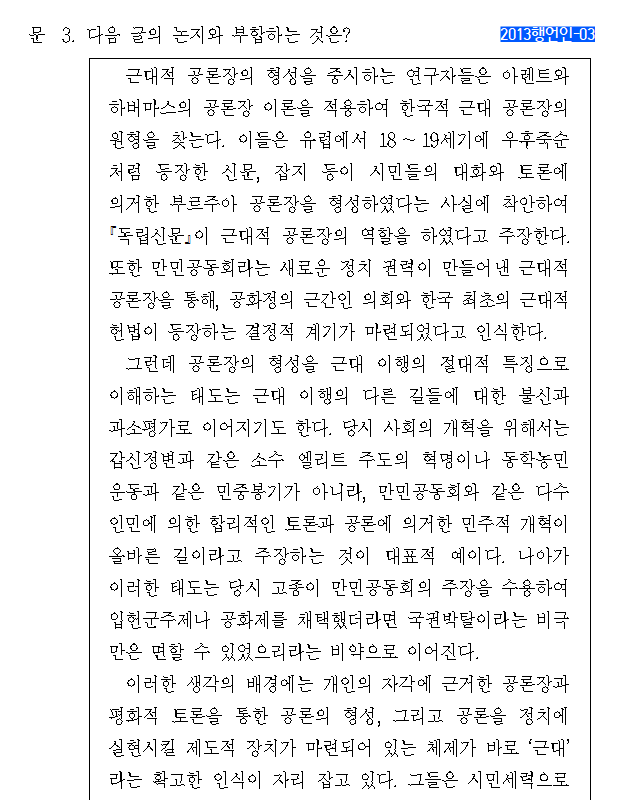 문 3. 다음 글의 논지와 부합하는 것은?
2013행언인-03
근대적 공론장의 형성을 중시하는 연구자들은 아렌트와
하버마스의 공론장 이론을 적용하여 한국적 근대 공론장의
원형을 찾는다. 이들은 유럽에서 18 ~ 19세기에 우후죽순
처럼 등장한 신문, 잡지 등이 시민들의 대화와 토론에
의거한 부르주아 공론장을 형성하였다는 사실에 착안하여
『독립신문』이 근대적 공론장의 역할을 하였다고 주장한다.
또한 만민공동회라는 새로운 정치 권력이 만들어낸 근대적
공론장을 통해, 공화정의 근간인 의회와 한국 최초의 근대적
헌법이 등장하는 결정적 계기가 마련되었다고 인식한다.
그런데 공론장의 형성을 근대 이행의 절대적 특징으로
이해하는 태도는 근대 이행의 다른 길들에 대한 불신과
과소평가로 이어지기도 한다. 당시 사회의 개혁을 위해서는
갑신정변과 같은 소수 엘리트 주도의 혁명이나 동학농민
운동과 같은 민중봉기가 아니라, 만민공동회와 같은 다수
인민에 의한 합리적인 토론과 공론에 의거한 민주적 개혁이
올바른 길이라고 주장하는 것이 대표적 예이다. 나아가
이러한 태도는 당시 고종이 만민공동회의 주장을 수용하여
입헌군주제나 공화제를 채택했더라면 국권박탈이라는 비극
만은 면할 수 있었으리라는 비약으로 이어진다.
이러한 생각의 배경에는 개인의 자각에 근거한 공론장과
평화적 토론을 통한 공론의 형성, 그리고 공론을 정치에
실현시킬 제도적 장치가 마련되어 있는 체제가 바로 '근대'
라는 확고한 인식이 자리 잡고 있다. 그들은 시민세력으로